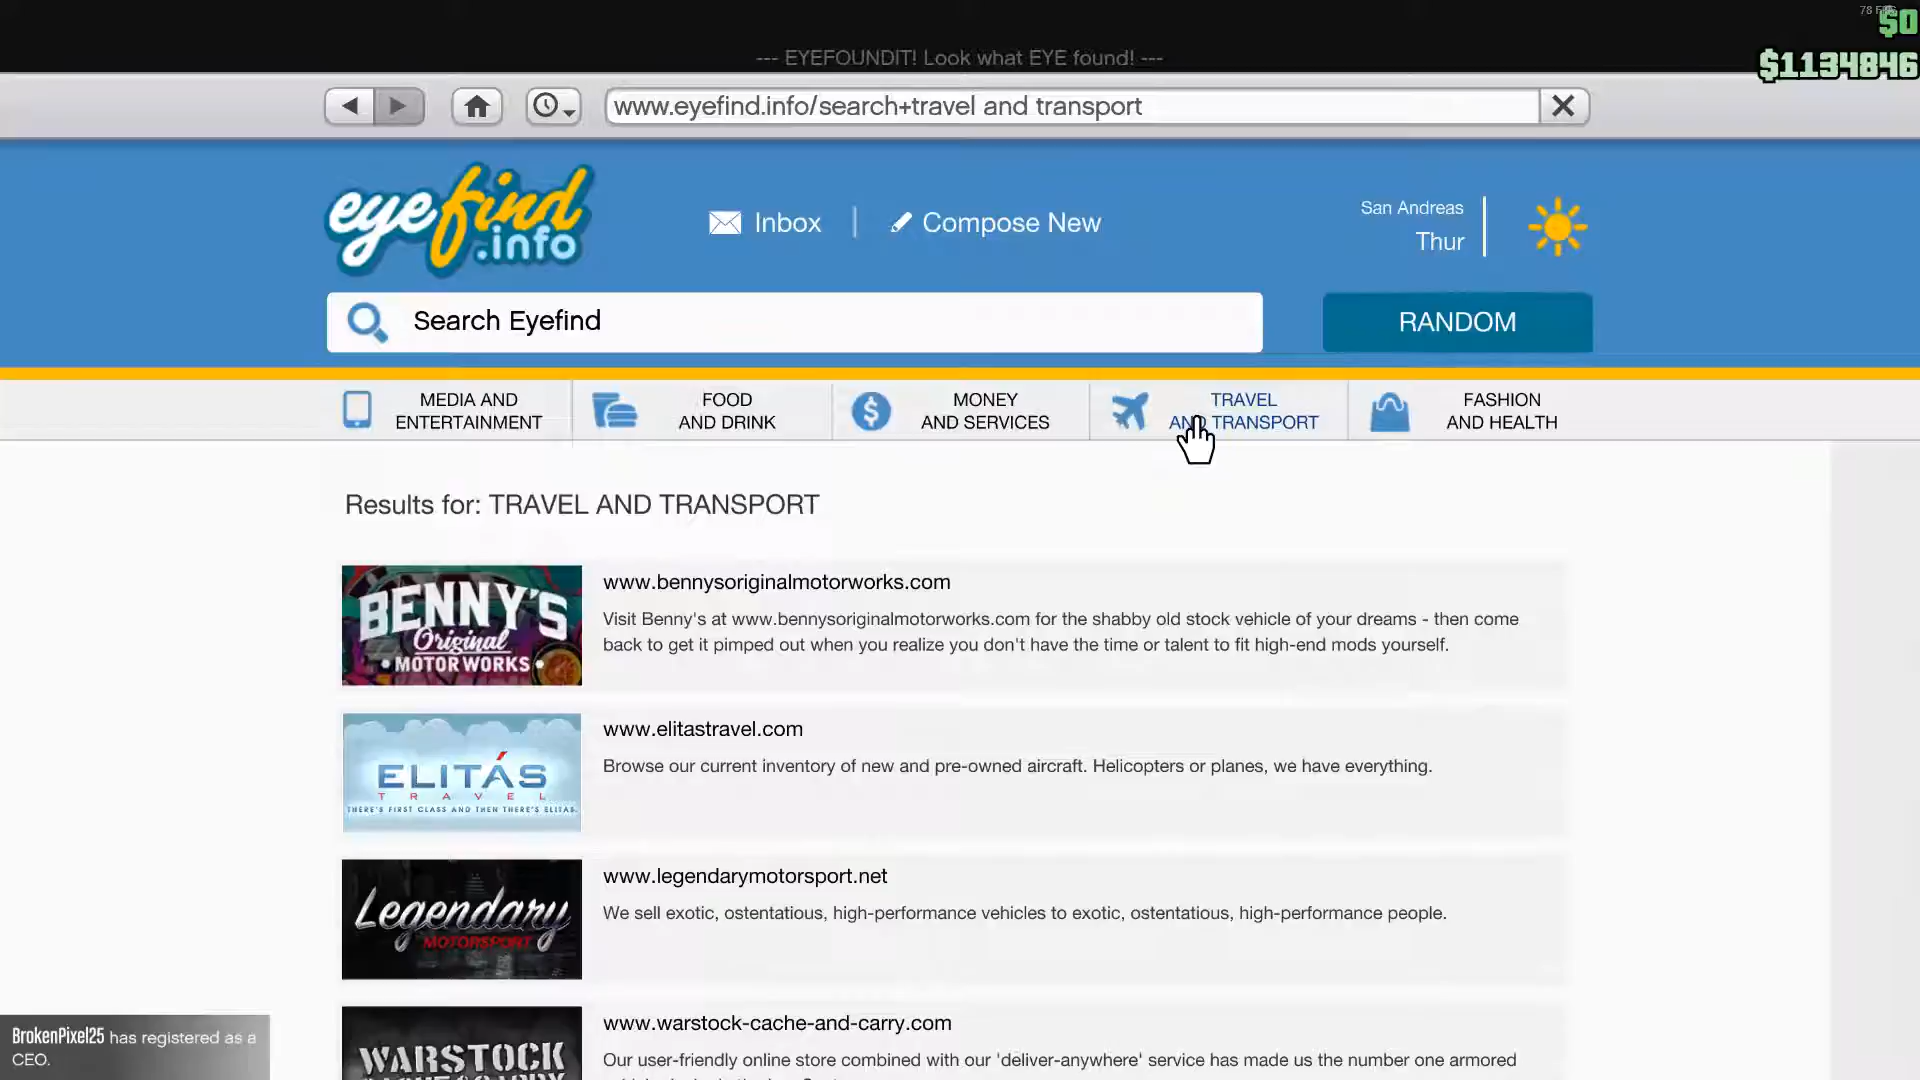 78 FPS
$0
--- EYEFOUNDIT! Look what EYE found! ---
$1134846
www.eyefind.info/search+travel and transport
eyefind.info
Inbox
Compose New
San Andreas
Thur
Search Eyefind
RANDOM
MEDIA AND
ENTERTAINMENT
FOOD
AND DRINK
MONEY
AND SERVICES
TRAVEL
AND TRANSPORT
FASHION
AND HEALTH
Results for: TRAVEL AND TRANSPORT
BENNY'S
Original
MOTOR WORKS
www.bennysoriginalmotorworks.com
Visit Benny's at www.bennysoriginalmotorworks.com for the shabby old stock vehicle of your dreams - then come
back to get it pimped out when you realize you don't have the time or talent to fit high-end mods yourself.
ELITÁS
TRAVEL
THERE'S FIRST CLASS AND THEN THERE'S ELITAS
www.elitastravel.com
Browse our current inventory of new and pre-owned aircraft. Helicopters or planes, we have everything.
Legendary
MOTORSPORT
www.legendarymotorsport.net
We sell exotic, ostentatious, high-performance vehicles to exotic, ostentatious, high-performance people.
WARSTOCK
www.warstock-cache-and-carry.com
Our user-friendly online store combined with our 'deliver-anywhere' service has made us the number one armored
BrokenPixel25 has registered as a
CEO.